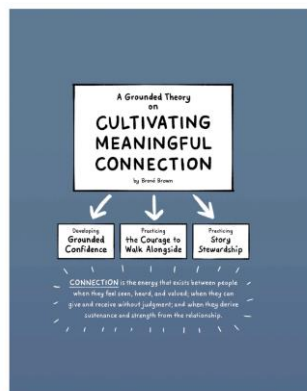 A Grounded Theory
on
CULTIVATING
MEANINGFUL
CONNECTION
by Brené Brown
Developing
Grounded
Confidence
Practicing
the Courage to
Walk Alongside
Practicing
Story
Stewardship
CONNECTION is the energy that exists between people
when they feel seen, heard, and valued; when they can
give and receive without judgment; and when they derive
sustenance and strength from the relationship.